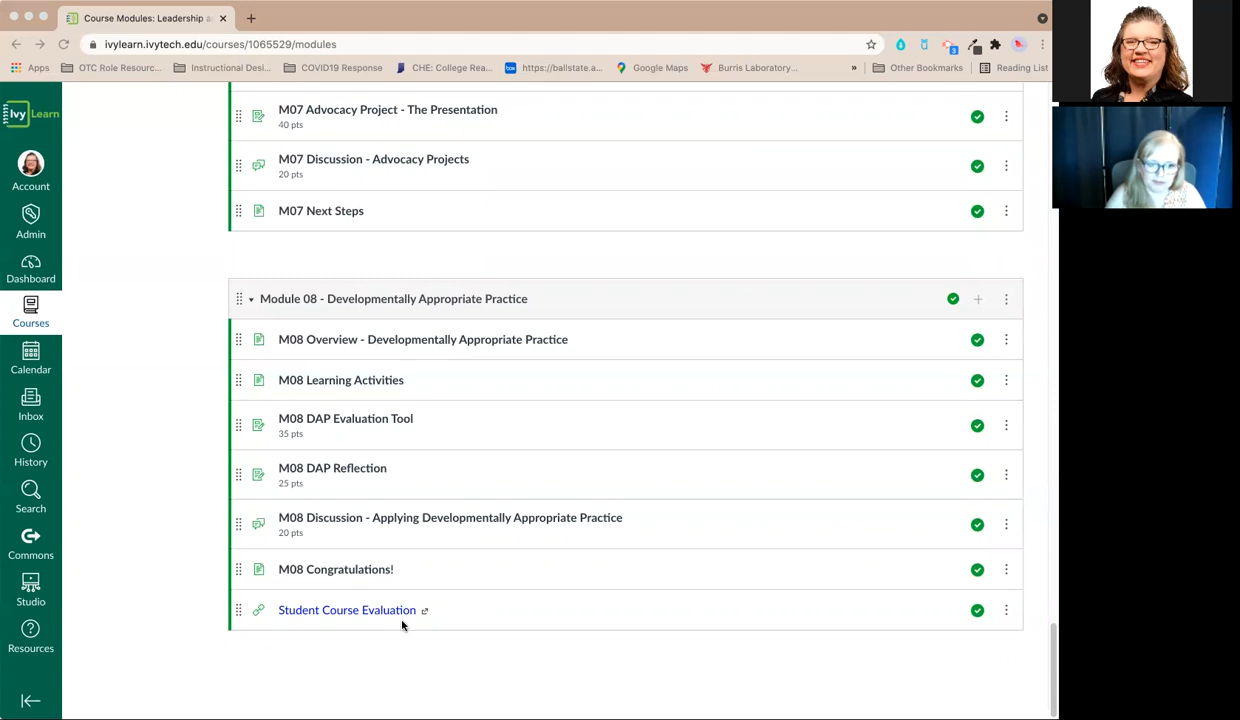 Course Modules: Leadership a
ivylearn.ivytech.edu/courses/1065529/modules
3
Apps
OTC Role Resourc...
Instructional Desi...
COVID19 Response
CHE: College Rea...
https://ballstate.a...
Google Maps
Burris Laboratory...
»
Other Bookmarks
Reading List
Ivy Learn
Account
Admin
Dashboard
Courses
Calendar
Inbox
History
Search
Commons
Studio
Resources
M07 Advocacy Project - The Presentation
40 pts
M07 Discussion - Advocacy Projects
20 pts
M07 Next Steps
Module 08 - Developmentally Appropriate Practice
M08 Overview - Developmentally Appropriate Practice
M08 Learning Activities
M08 DAP Evaluation Tool
35 pts
M08 DAP Reflection
25 pts
M08 Discussion - Applying Developmentally Appropriate Practice
20 pts
M08 Congratulations!
Student Course Evaluation